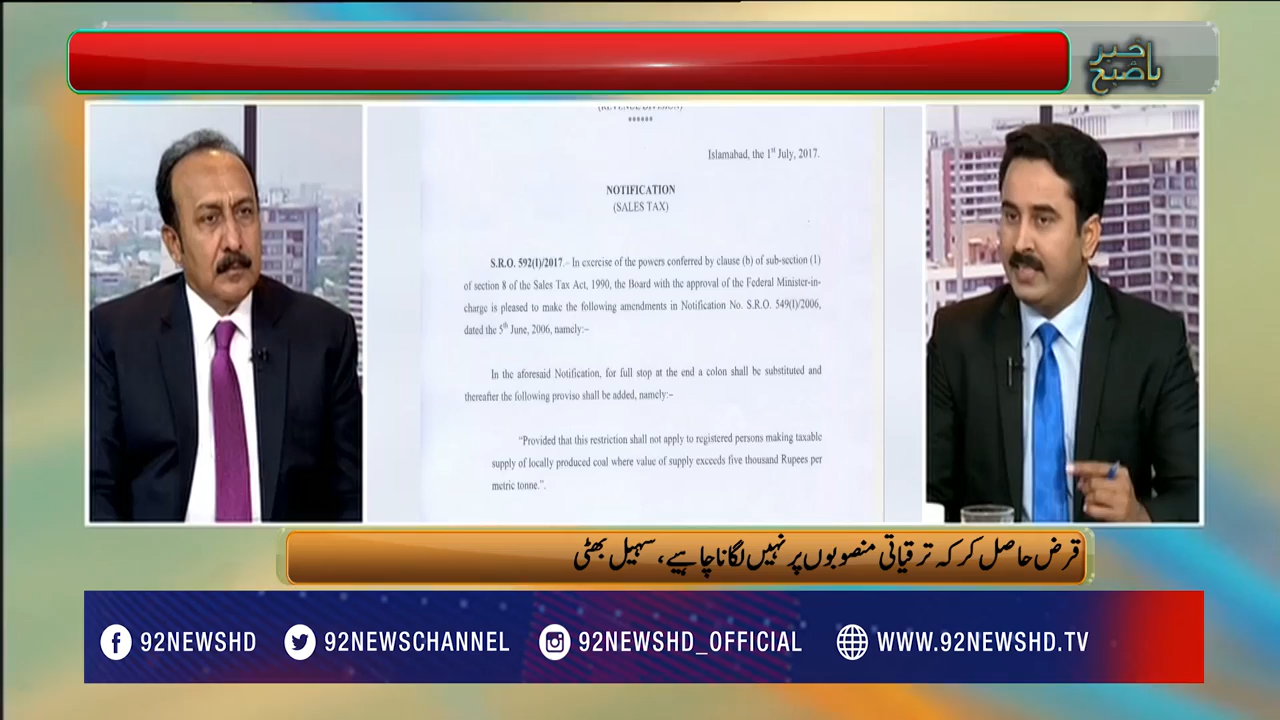 باخبر
صبح
(REVENUE DIVISION)
******
Islamabad, the 1st July, 2017.
NOTIFICATION
(SALES TAX)
S.R.O. 592(I)/2017.– In exercise of the powers conferred by clause (b) of sub-section (1)
of section 8 of the Sales Tax Act, 1990, the Board with the approval of the Federal Minister-in-
charge is pleased to make the following amendments in Notification No. S.R.O. 549(I)/2006,
dated the 5th June, 2006, namely:–
In the aforesaid Notification, for full stop at the end a colon shall be substituted and
thereafter the following proviso shall be added, namely:–
“Provided that this restriction shall not apply to registered persons making taxable
supply of locally produced coal where value of supply exceeds five thousand Rupees per
metric tonne.”.
قرض حاصل کر کہ ترقیاتی منصوبوں پر نہیں لگانا چاہیے، سہیل بھٹی
92NEWSHD
92NEWSCHANNEL
92NEWSHD_OFFICIAL
WWW.92NEWSHD.TV